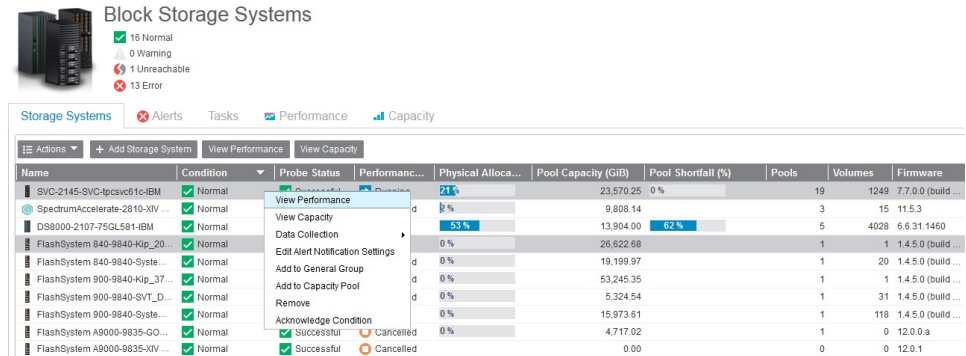 Block Storage Systems
16 Normal
0 Warning
1 Unreachable
13 Error
Storage Systems Alerts Tasks Performance Capacity
Actions + Add Storage System View Performance View Capacity
Name Condition Probe Status Performanc... Physical Alloca... Pool Capacity (GiB) Pool Shortfall (%) Pools Volumes Firmware
SVC-2145-SVC-tpcsvc61c-IBM Normal Successful Running 21 % 23,570.25 0 % 19 1249 7.7.0.0 (build ...
View Performance
SpectrumAccelerate-2810-XIV ... Normal d 2 % 9,808.14 3 15 11.5.3
View Capacity
DS8000-2107-75GL581-IBM Normal 53 % 13,904.00 62 % 5 4028 6.6.31.1460
Data Collection
FlashSystem 840-9840-Kip_20... Normal 0 % 26,622.68 1 1 1.4.5.0 (build ...
Edit Alert Notification Settings
FlashSystem 840-9840-Syste... Normal d 0 % 19,199.97 1 20 1.4.5.0 (build ...
Add to General Group
FlashSystem 900-9840-Kip_37... Normal d 0 % 53,245.35 1 1 1.4.5.0 (build ...
Add to Capacity Pool
FlashSystem 900-9840-SVT_D... Normal d 0 % 5,324.54 1 31 1.4.5.0 (build ...
Remove
FlashSystem 900-9840-Syste... Normal 0 % 15,973.61 1 118 1.4.5.0 (build ...
Acknowledge Condition
FlashSystem A9000-9835-GO... Normal Successful Cancelled 0 % 4,717.02 1 0 12.0.0.a
FlashSystem A9000-9835-XIV ... Normal Successful Cancelled 0.00 0 0 12.0.1